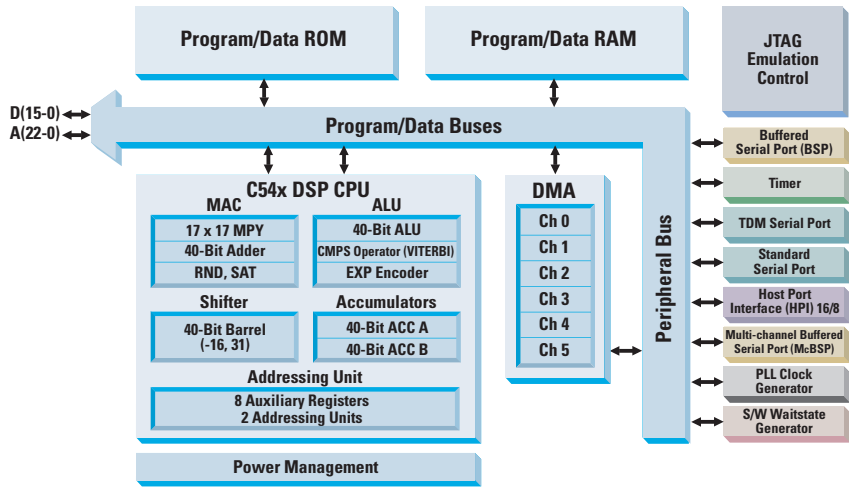 Program/Data ROM
Program/Data RAM
JTAG
Emulation
Control
D(15-0)
A(22-0)
Program/Data Buses
Buffered
Serial Port (BSP)
Timer
TDM Serial Port
Standard
Serial Port
Host Port
Interface (HPI) 16/8
Multi-channel Buffered
Serial Port (McBSP)
PLL Clock
Generator
S/W Waitstate
Generator
Peripheral Bus
C54x DSP CPU
MAC
17 x 17 MPY
40-Bit Adder
RND, SAT
ALU
40-Bit ALU
CMPS Operator (VITERBI)
EXP Encoder
Shifter
40-Bit Barrel
(-16, 31)
Accumulators
40-Bit ACC A
40-Bit ACC B
Addressing Unit
8 Auxiliary Registers
2 Addressing Units
DMA
Ch 0
Ch 1
Ch 2
Ch 3
Ch 4
Ch 5
Power Management